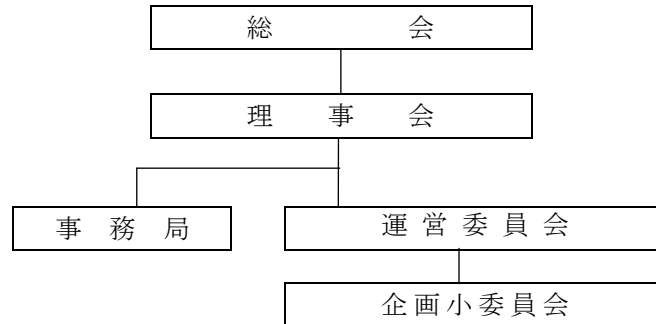 総会
理事会
事務局
運営委員会
企画小委員会